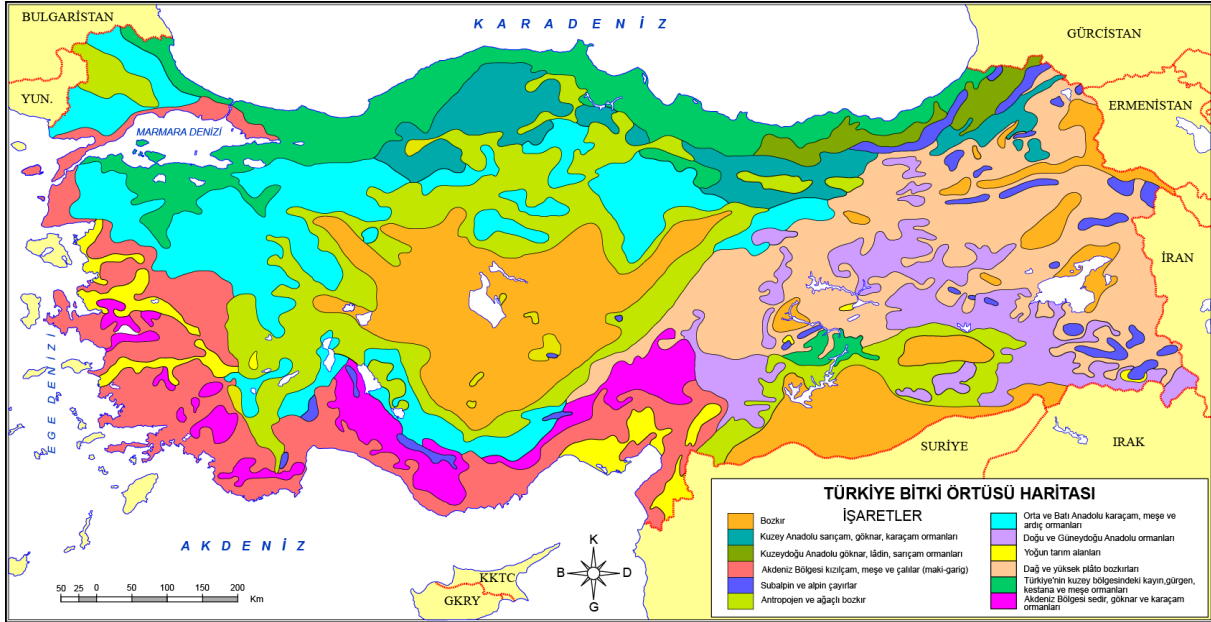 BULGARİSTAN
K A R A D E N İ Z
GÜRCİSTAN
YUN.
ERMENİSTAN
MARMARA DENİZİ
İRAN
EGE DENİZİ
SURİYE
IRAK
A K D E N İ Z
KKTC
GKRY
K
B
D
G
50 25 0 50 100 150 200
Km
TÜRKİYE BİTKİ ÖRTÜSÜ HARİTASI
İŞARETLER
Bozkır
Kuzey Anadolu sarıçam, göknar, karaçam ormanları
Kuzeydoğu Anadolu göknar, lâdin, sarıçam ormanları
Akdeniz Bölgesi kızılçam, meşe ve çalılar (maki-garig)
Subalpin ve alpin çayırlar
Antropojen ve ağaçlı bozkır
Orta ve Batı Anadolu karaçam, meşe ve
ardıç ormanları
Doğu ve Güneydoğu Anadolu ormanları
Yoğun tarım alanları
Dağ ve yüksek plâto bozkırları
Türkiye'nin kuzey bölgesindeki kayın,gürgen,
kestana ve meşe ormanları
Akdeniz Bölgesi sedir, göknar ve karaçam
ormanları